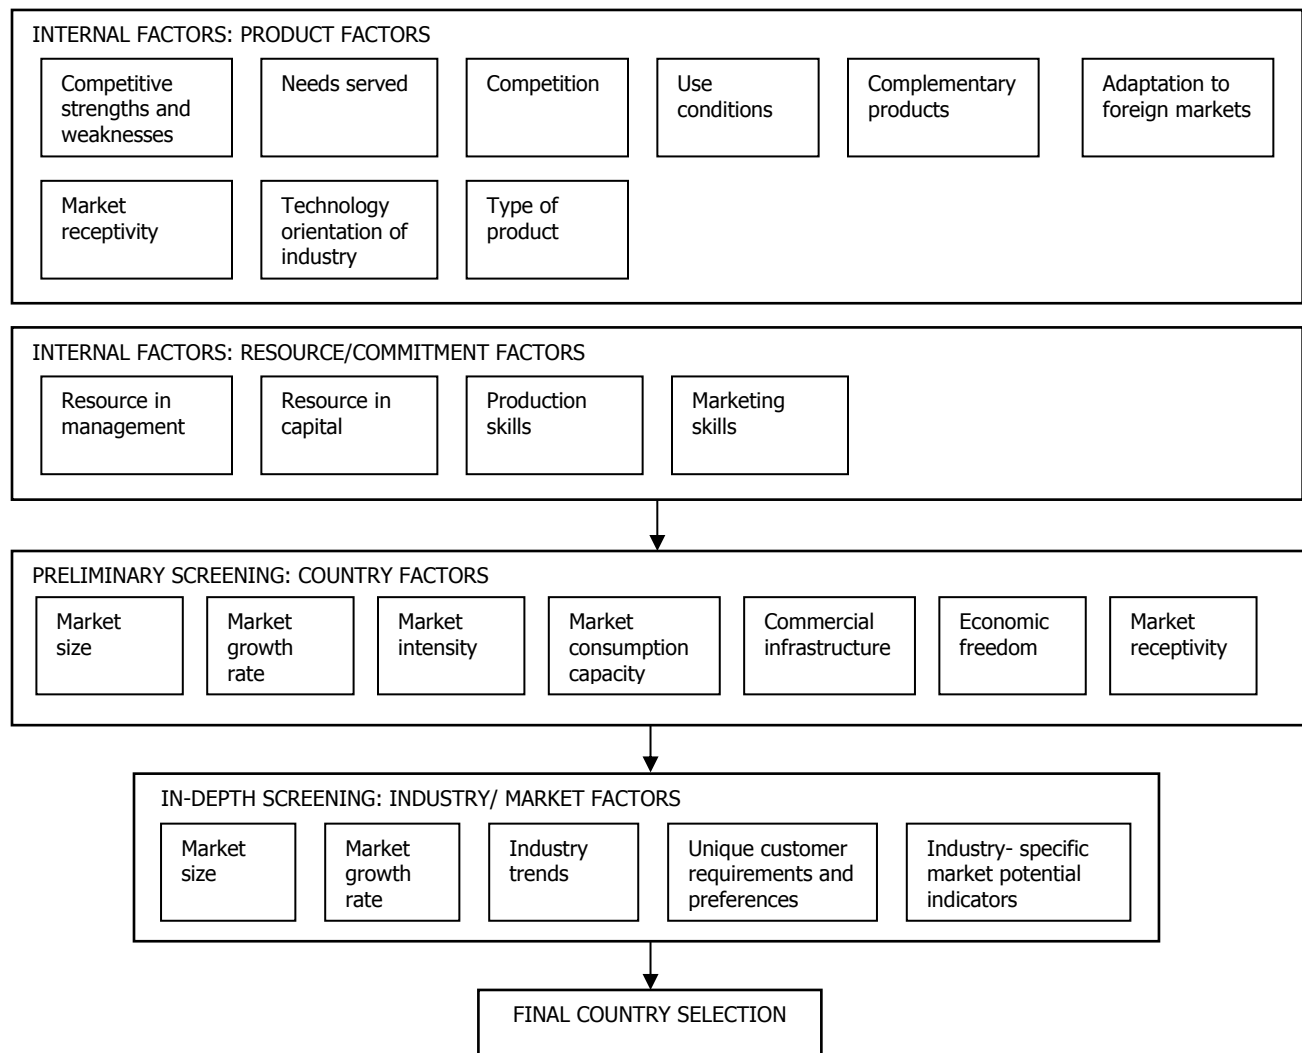 INTERNAL FACTORS: PRODUCT FACTORS
Competitive
strengths and
weaknesses
Needs served
Competition
Use
conditions
Complementary
products
Adaptation to
foreign markets
Market
receptivity
Technology
orientation of
industry
Type of
product
INTERNAL FACTORS: RESOURCE/COMMITMENT FACTORS
Resource in
management
Resource in
capital
Production
skills
Marketing
skills
PRELIMINARY SCREENING: COUNTRY FACTORS
Market
size
Market
growth
rate
Market
intensity
Market
consumption
capacity
Commercial
infrastructure
Economic
freedom
Market
receptivity
IN-DEPTH SCREENING: INDUSTRY/ MARKET FACTORS
Market
size
Market
growth
rate
Industry
trends
Unique customer
requirements and
preferences
Industry- specific
market potential
indicators
FINAL COUNTRY SELECTION